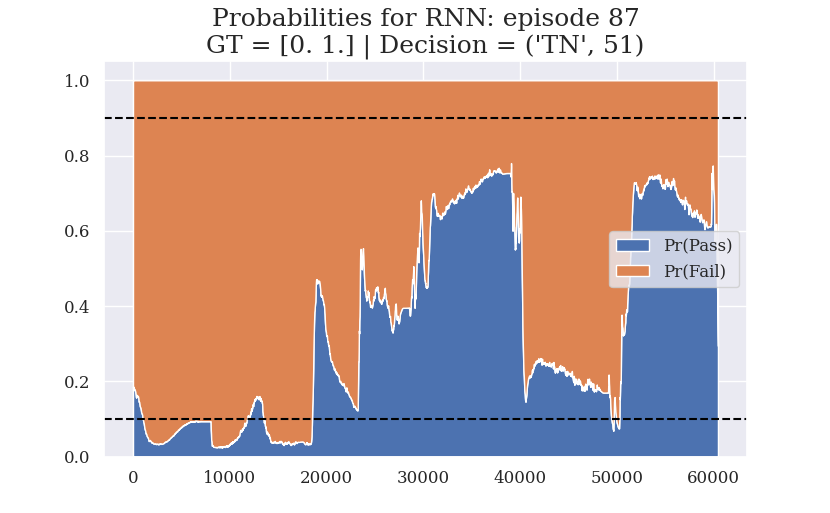 Probabilities for RNN: episode 87
GT = [0. 1.] | Decision = ('TN', 51)
1.0
0.8
0.6
0.4
0.2
0.0
Pr(Pass)
Pr(Fail)
0 10000 20000 30000 40000 50000 60000